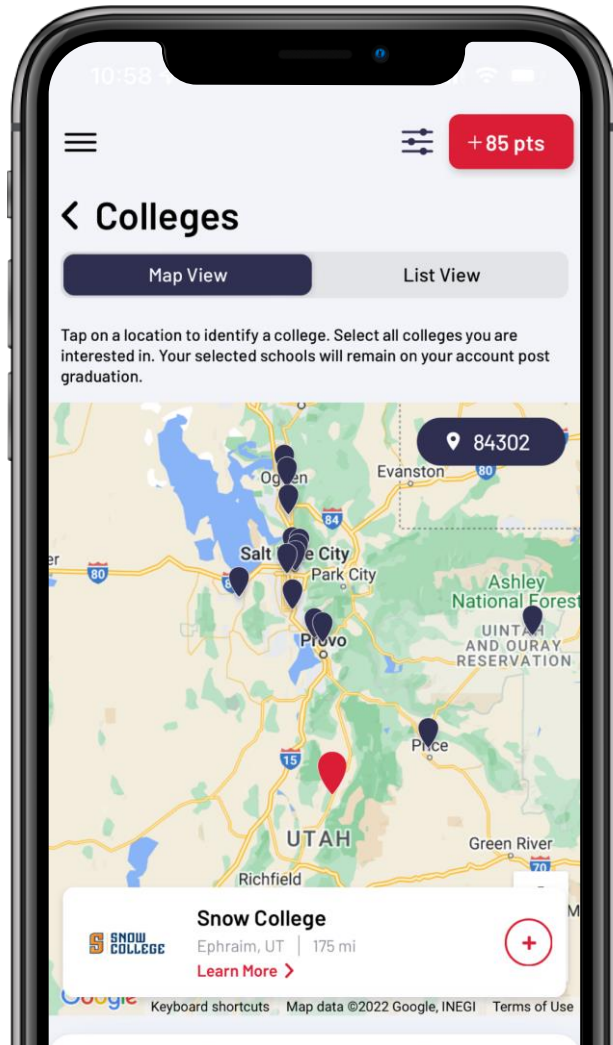 10:58
+85 pts
Colleges
Map View
List View
Tap on a location to identify a college. Select all colleges you are
interested in. Your selected schools will remain on your account post
graduation.
84302
Evanston
80
84
Salt
e City
Park City
80
Ashley
National Forest
UINTAH
AND OURAY
RESERVATION
Provo
15
UTAH
Green River
70
Richfield
M
SNOW
COLLEGE
Snow College
Ephraim, UT | 175 mi
Learn More
Google
Keyboard shortcuts Map data ©2022 Google, INEGI Terms of Use